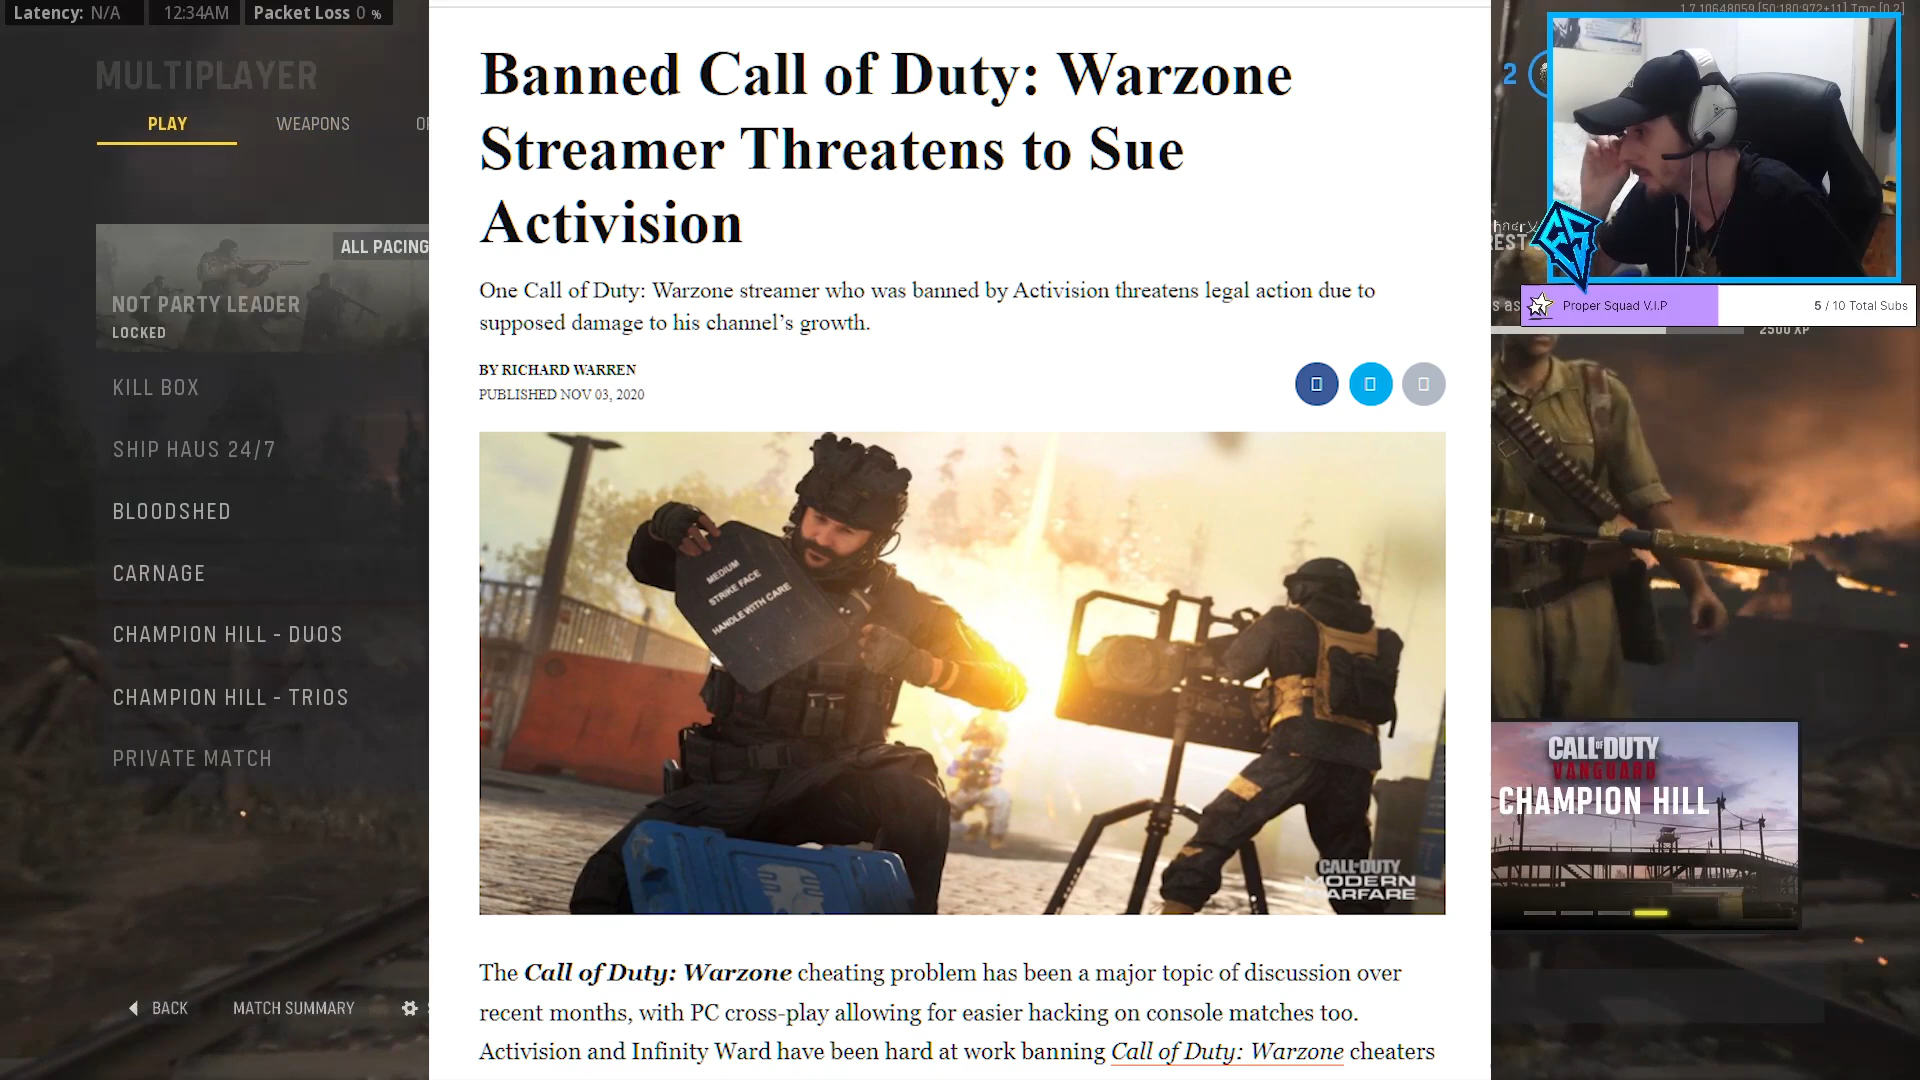 Latency: N/A
12:34AM
Packet Loss 0 %
MULTIPLAYER
PLAY
WEAPONS
ALL PACING
NOT PARTY LEADER
LOCKED
KILL BOX
SHIP HAUS 24/7
BLOODSHED
CARNAGE
CHAMPION HILL - DUOS
CHAMPION HILL - TRIOS
PRIVATE MATCH
BACK
MATCH SUMMARY
Banned Call of Duty: Warzone
Streamer Threatens to Sue
Activision
One Call of Duty: Warzone streamer who was banned by Activision threatens legal action due to
supposed damage to his channel's growth.
BY RICHARD WARREN
PUBLISHED NOV 03, 2020
MEDIUM
STRIKE FACE
HANDLE WITH CARE
CALL OF DUTY
MODERN
WARFARE
The Call of Duty: Warzone cheating problem has been a major topic of discussion over
recent months, with PC cross-play allowing for easier hacking on console matches too.
Activision and Infinity Ward have been hard at work banning Call of Duty: Warzone cheaters
2
Proper Squad V.I.P
5 / 10 Total Subs
2500 XP
CALL OF DUTY
VANGUARD
CHAMPION HILL